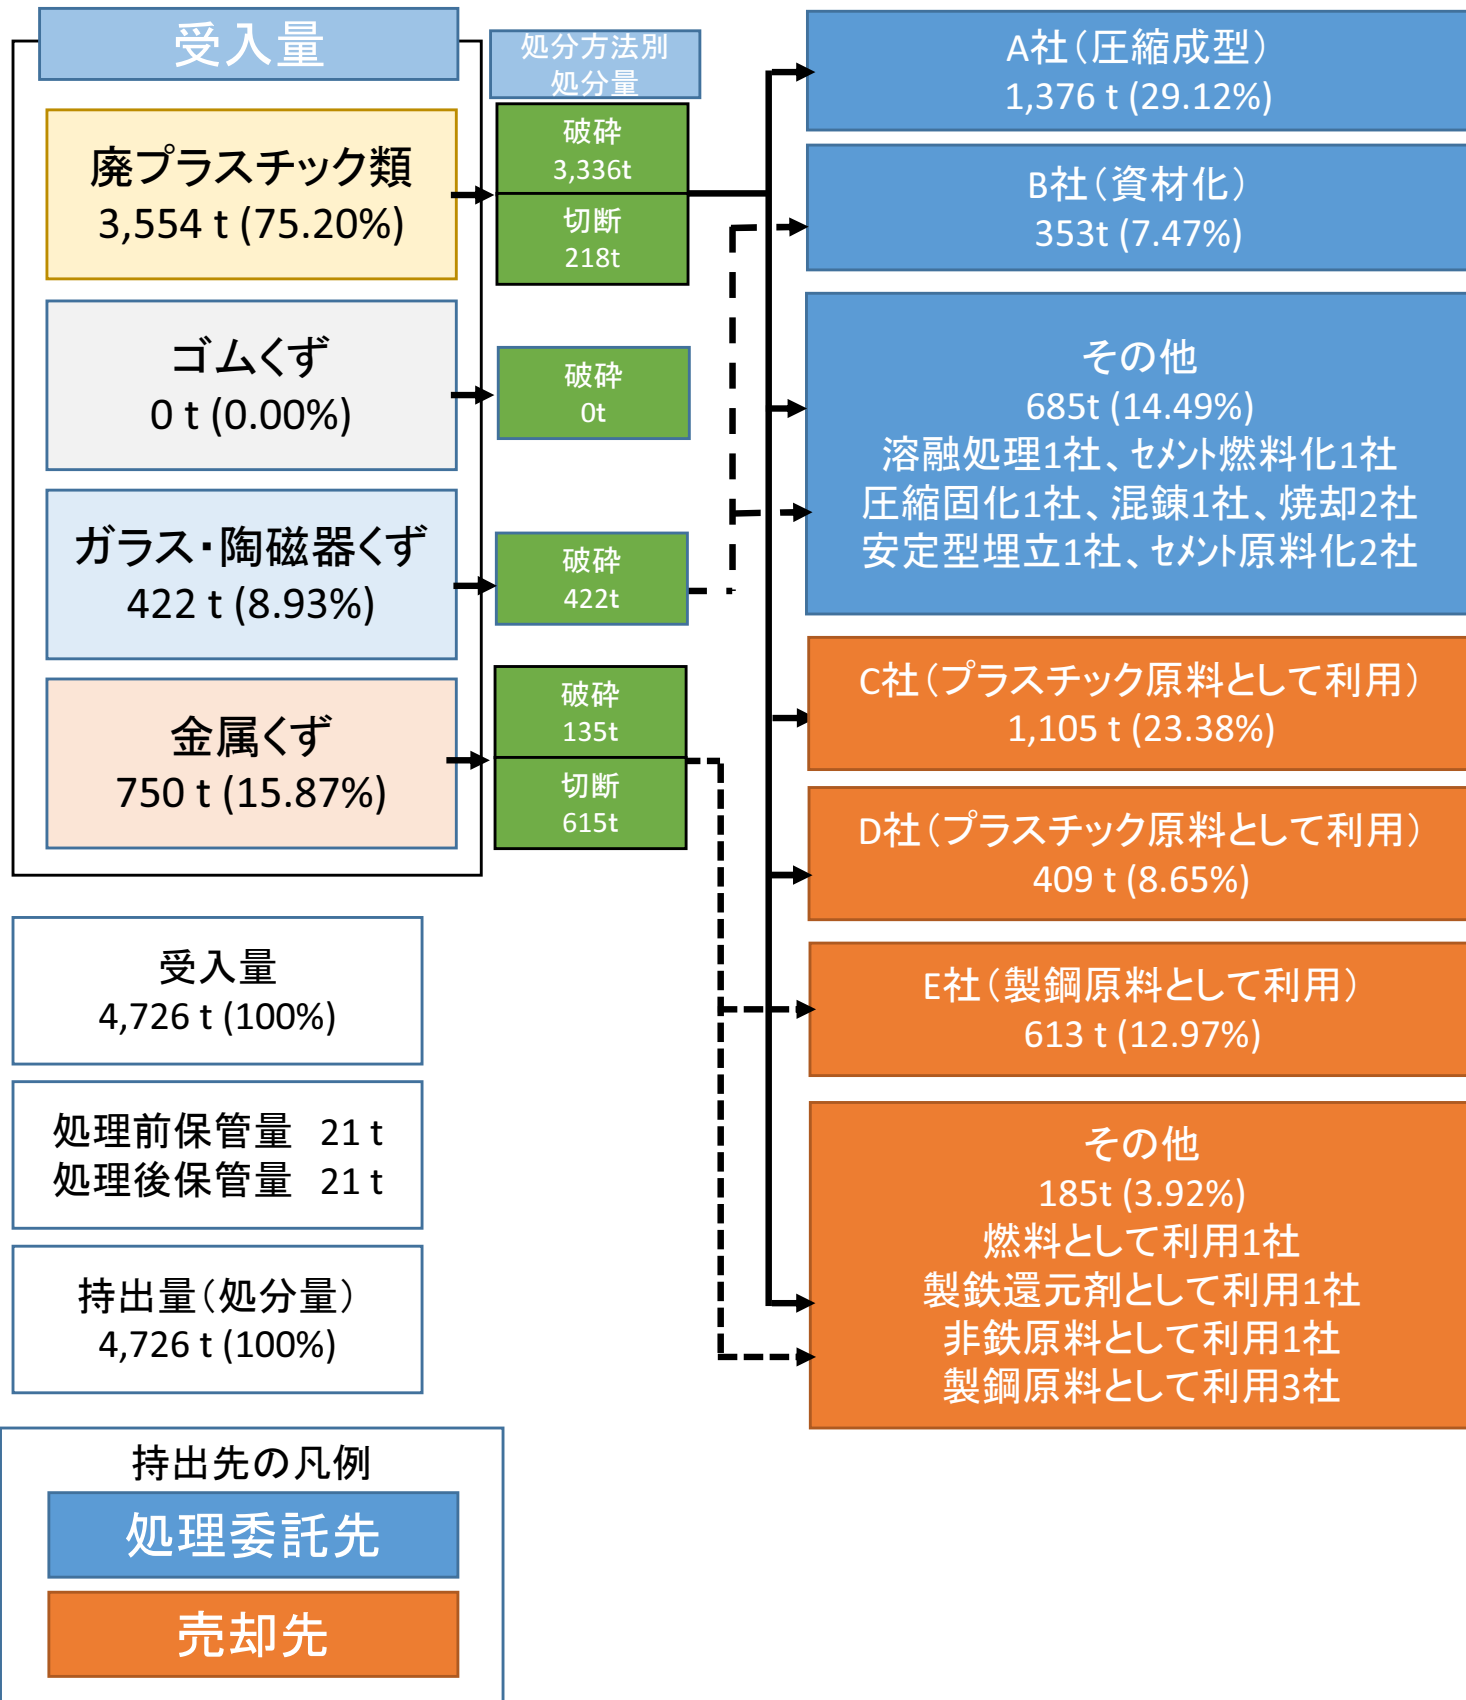 受入量
廃プラスチック類
3,554 t (75.20%)
ゴムくず
0 t (0.00%)
ガラス・陶磁器くず
422 t (8.93%)
金属くず
750 t (15.87%)
処分方法別
処分量
破砕
3,336t
切断
218t
破砕
0t
破砕
422t
破砕
135t
切断
615t
A社（圧縮成型）
1,376 t (29.12%)
B社（資材化）
353t (7.47%)
その他
685t (14.49%)
溶融処理1社、セメント燃料化1社
圧縮固化1社、混錬1社、焼却2社
安定型埋立1社、セメント原料化2社
C社（プラスチック原料として利用）
1,105 t (23.38%)
D社（プラスチック原料として利用）
409 t (8.65%)
E社（製鋼原料として利用）
613 t (12.97%)
その他
185t (3.92%)
燃料として利用1社
製鉄還元剤として利用1社
非鉄原料として利用1社
製鋼原料として利用3社
受入量
4,726 t (100%)
処理前保管量 21 t
処理後保管量 21 t
持出量（処分量）
4,726 t (100%)
持出先の凡例
処理委託先
売却先